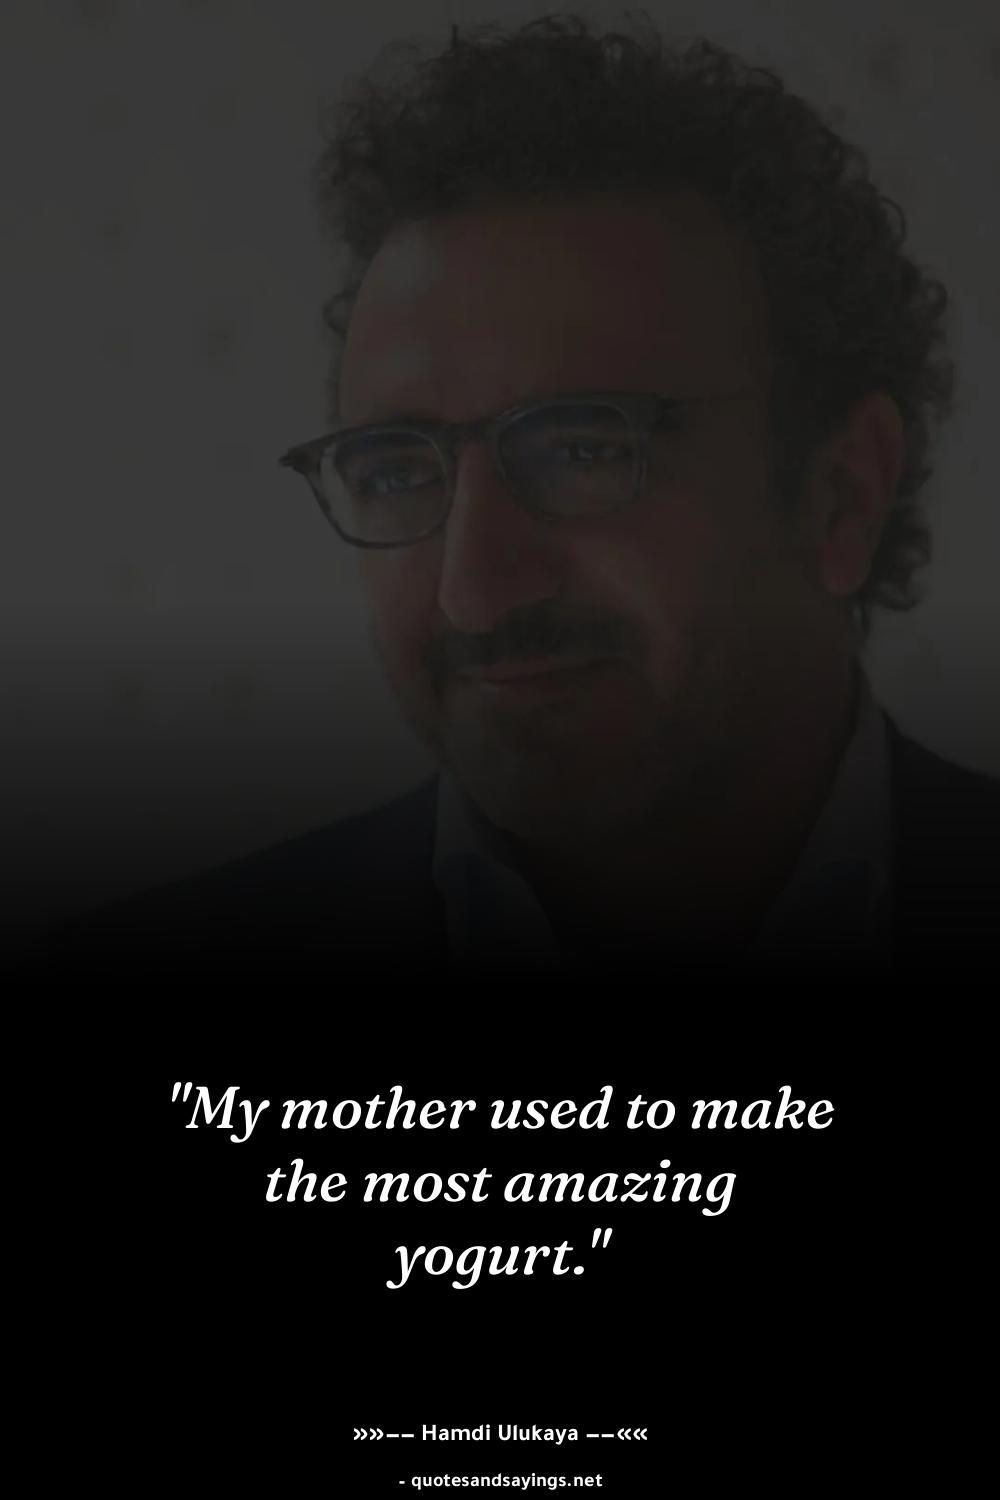 "My mother used to make
the most amazing
yogurt."
»»−− Hamdi Ulukaya −−««
- quotesandsayings.net